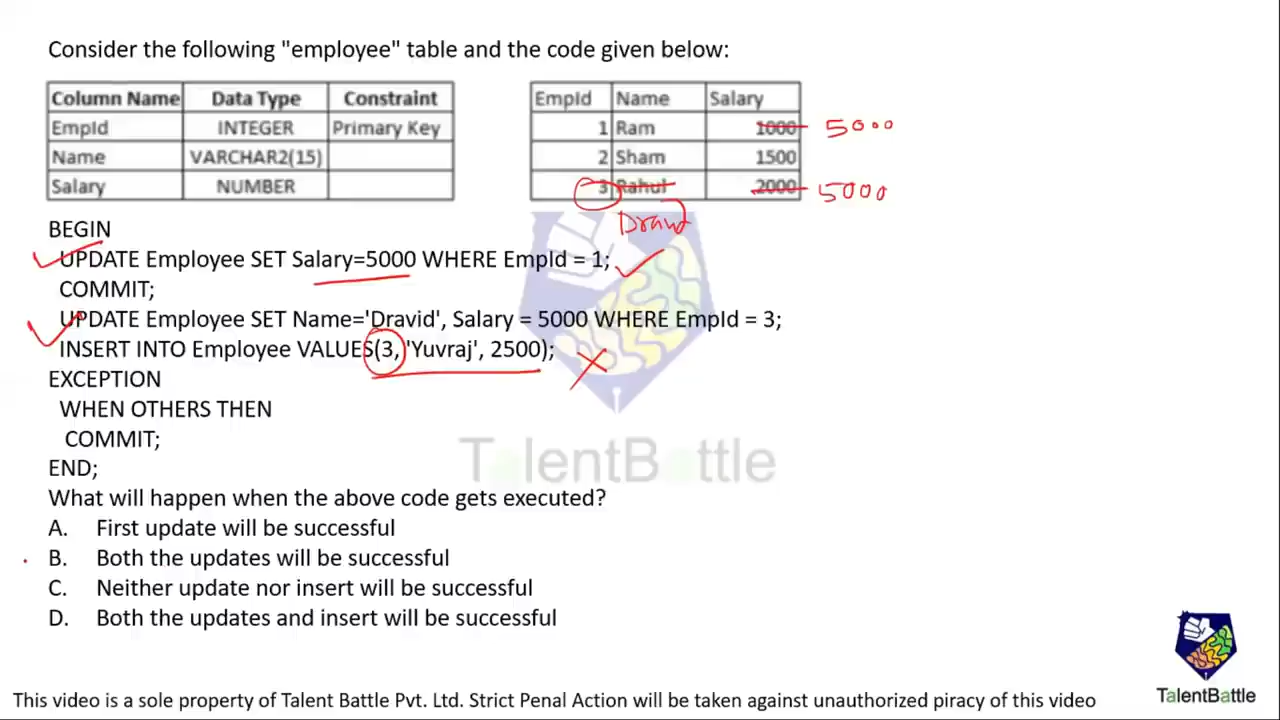 Consider the following "employee" table and the code given below:
Column Name Data Type Constraint
EmpId INTEGER Primary Key
Name VARCHAR2(15)
Salary NUMBER
EmpId Name Salary
1 Ram 1000 5000
2 Sham 1500
3 Rahul 2000 5000
BEGIN
UPDATE Employee SET Salary=5000 WHERE EmpId = 1;
COMMIT;
UPDATE Employee SET Name='Dravid', Salary = 5000 WHERE EmpId = 3;
INSERT INTO Employee VALUES(3, 'Yuvraj', 2500);
EXCEPTION
WHEN OTHERS THEN
COMMIT;
END;
TalentBattle
What will happen when the above code gets executed?
A. First update will be successful
B. Both the updates will be successful
C. Neither update nor insert will be successful
D. Both the updates and insert will be successful
TalentBattle
This video is a sole property of Talent Battle Pvt. Ltd. Strict Penal Action will be taken against unauthorized piracy of this video